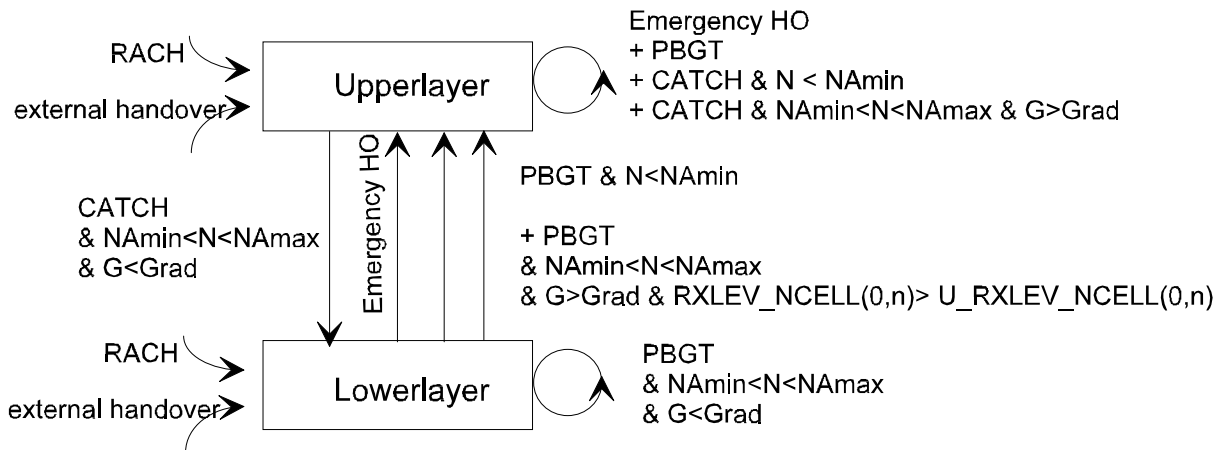 RACH
external handover
Upperlayer
Emergency HO
+ PBGT
+ CATCH & N < NAmin
+ CATCH & NAmin<N<NAmax & G>Grad
CATCH
& NAmin<N<NAmax
& G<Grad
Emergency HO
PBGT & N<NAmin
+ PBGT
& NAmin<N<NAmax
& G>Grad & RXLEV_NCELL(0,n)> U_RXLEV_NCELL(0,n)
RACH
external handover
Lowerlayer
PBGT
& NAmin<N<NAmax
& G<Grad